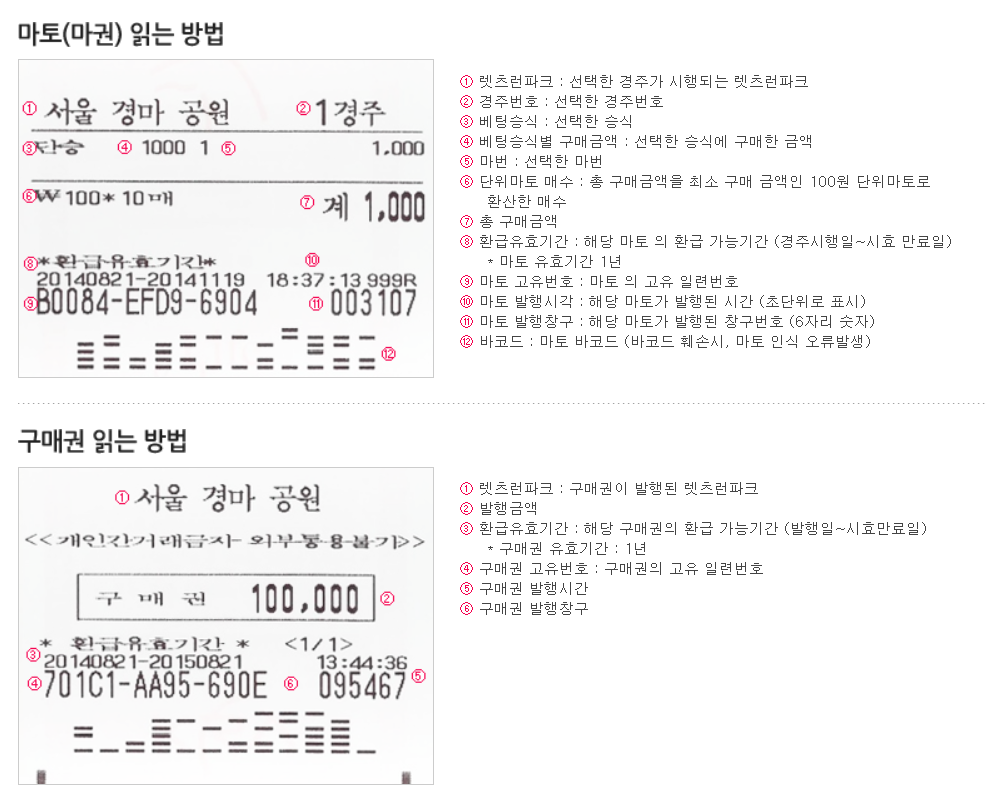 마토(마권) 읽는 방법
① 서울 경마 공원 ② 1경주
③ 단승 ④ 1000 1 ⑤ 1.000
⑥ ₩100* 10매 ⑦ 계 1,000
⑧ *환급유효기간* ⑩
20140821-20141119 18:37:13 999R
⑨ B0084-EFD9-6904 ⑪ 003107
⑫
① 렛츠런파크 : 선택한 경주가 시행되는 렛츠런파크
② 경주번호 : 선택한 경주번호
③ 베팅승식 : 선택한 승식
④ 베팅승식별 구매금액 : 선택한 승식에 구매한 금액
⑤ 마번 : 선택한 마번
⑥ 단위마토 매수 : 총 구매금액을 최소 구매 금액인 100원 단위마토로
환산한 매수
⑦ 총 구매금액
⑧ 환급유효기간 : 해당 마토 의 환급 가능기간 (경주시행일~시효 만료일)
* 마토 유효기간 1년
⑨ 마토 고유번호 : 마토 의 고유 일련번호
⑩ 마토 발행시각 : 해당 마토가 발행된 시간 (초단위로 표시)
⑪ 마토 발행창구 : 해당 마토가 발행된 창구번호 (6자리 숫자)
⑫ 바코드 : 마토 바코드 (바코드 훼손시, 마토 인식 오류발생)
구매권 읽는 방법
① 서울 경마 공원
<<개인간거래금지 외부통용불가>>
구 매 권 100,000 ②
* 환급유효기간 * <1/1>
③ 20140821-20150821 13:44:36
④ 701C1-AA95-690E ⑥ 095467 ⑤
① 렛츠런파크 : 구매권이 발행된 렛츠런파크
② 발행금액
③ 환급유효기간 : 해당 구매권의 환급 가능기간 (발행일~시효만료일)
* 구매권 유효기간 : 1년
④ 구매권 고유번호 : 구매권의 고유 일련번호
⑤ 구매권 발행시간
⑥ 구매권 발행창구